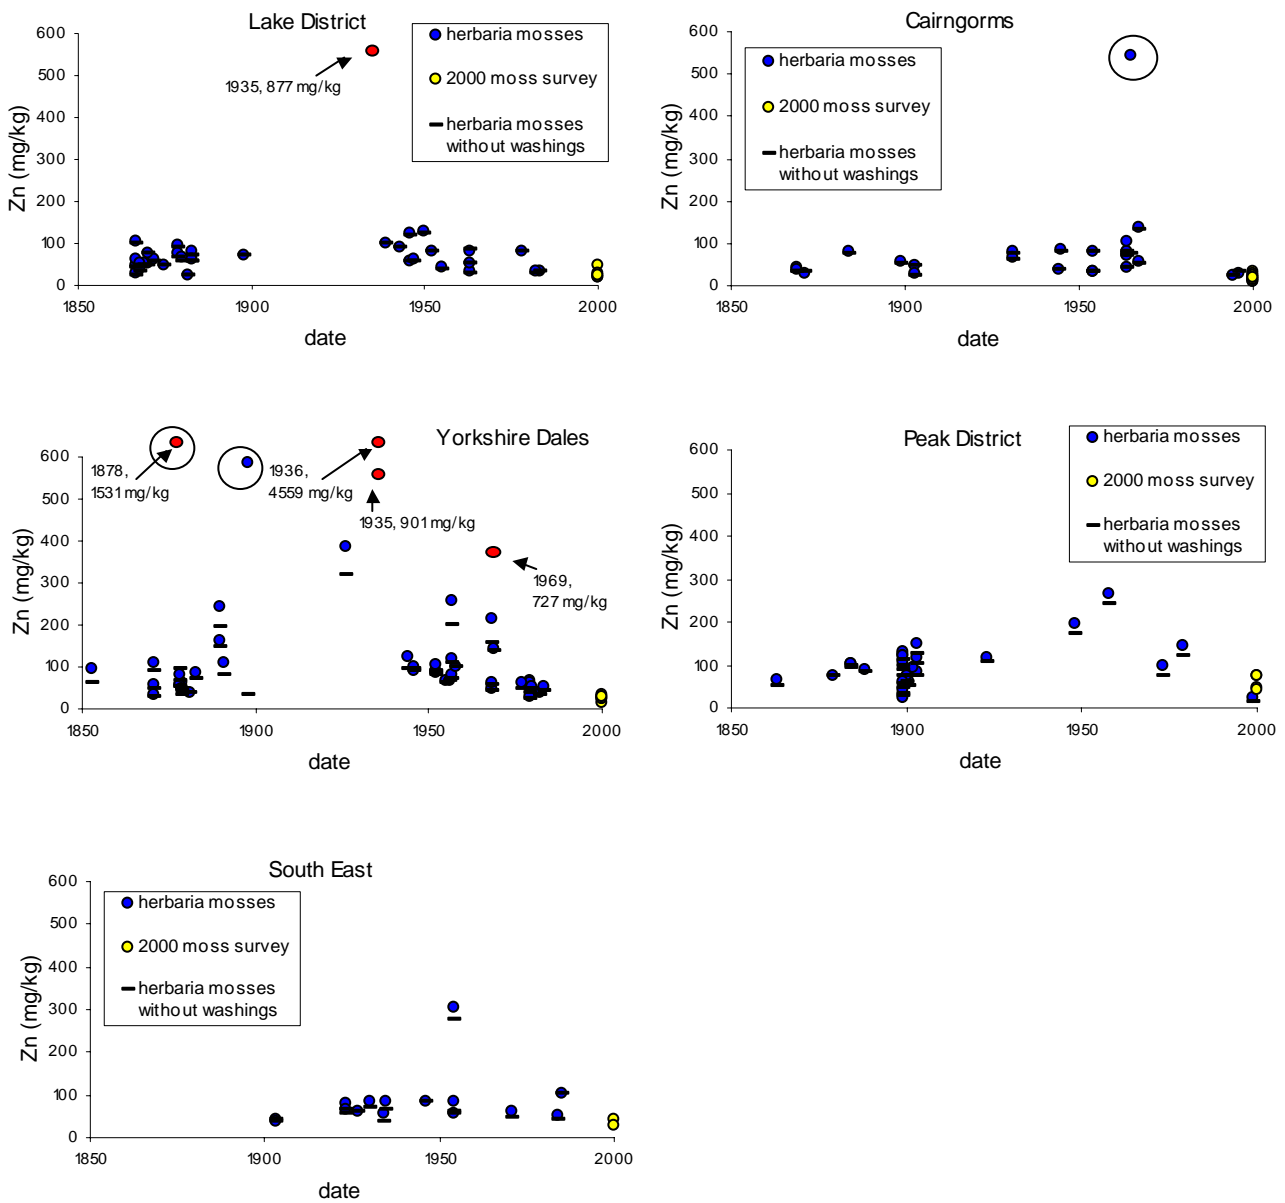 Lake District
600
500
400
300
200
100
0
1850
1900
1950
2000
Zn (mg/kg)
date
1935, 877 mg/kg
herbaria mosses
2000 moss survey
herbaria mosses
without washings
Cairngorms
600
500
400
300
200
100
0
1850
1900
1950
2000
Zn (mg/kg)
date
herbaria mosses
2000 moss survey
herbaria mosses
without washings
Yorkshire Dales
600
500
400
300
200
100
0
1850
1900
1950
2000
Zn (mg/kg)
date
1878,
1531 mg/kg
1936,
4559 mg/kg
1935, 901 mg/kg
1969,
727 mg/kg
Peak District
600
500
400
300
200
100
0
1850
1900
1950
2000
Zn (mg/kg)
date
herbaria mosses
2000 moss survey
herbaria mosses
without washings
South East
600
500
400
300
200
100
0
1850
1900
1950
2000
Zn (mg/kg)
date
herbaria mosses
2000 moss survey
herbaria mosses
without washings